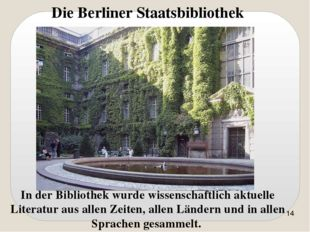 Die Berliner Staatsbibliothek
In der Bibliothek wurde wissenschaftlich aktuelle
Literatur aus allen Zeiten, allen Ländern und in allen
Sprachen gesammelt.
14